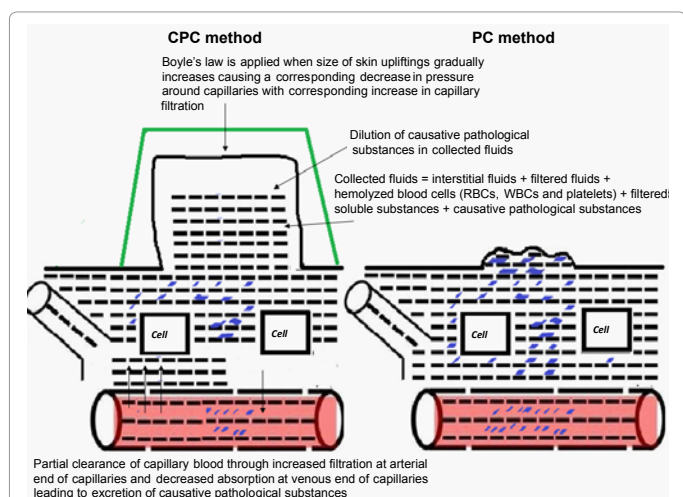 CPC method
PC method
Boyle's law is applied when size of skin upliftings gradually
increases causing a corresponding decrease in pressure
around capillaries with corresponding increase in capillary
filtration
Dilution of causative pathological
substances in collected fluids
Collected fluids = interstitial fluids + filtered fluids +
hemolyzed blood cells (RBCs, WBCs and platelets) + filtered
soluble substances + causative pathological substances
Cell
Cell
Cell
Cell
Partial clearance of capillary blood through increased filtration at arterial
end of capillaries and decreased absorption at venous end of capillaries
leading to excretion of causative pathological substances